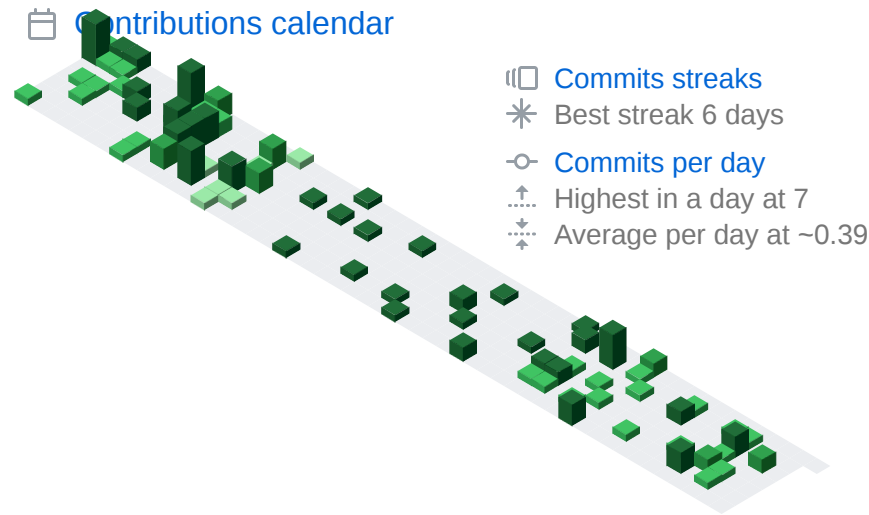 Contributions calendar
Commits streaks
Best streak 6 days
Commits per day
Highest in a day at 7
Average per day at ~0.39